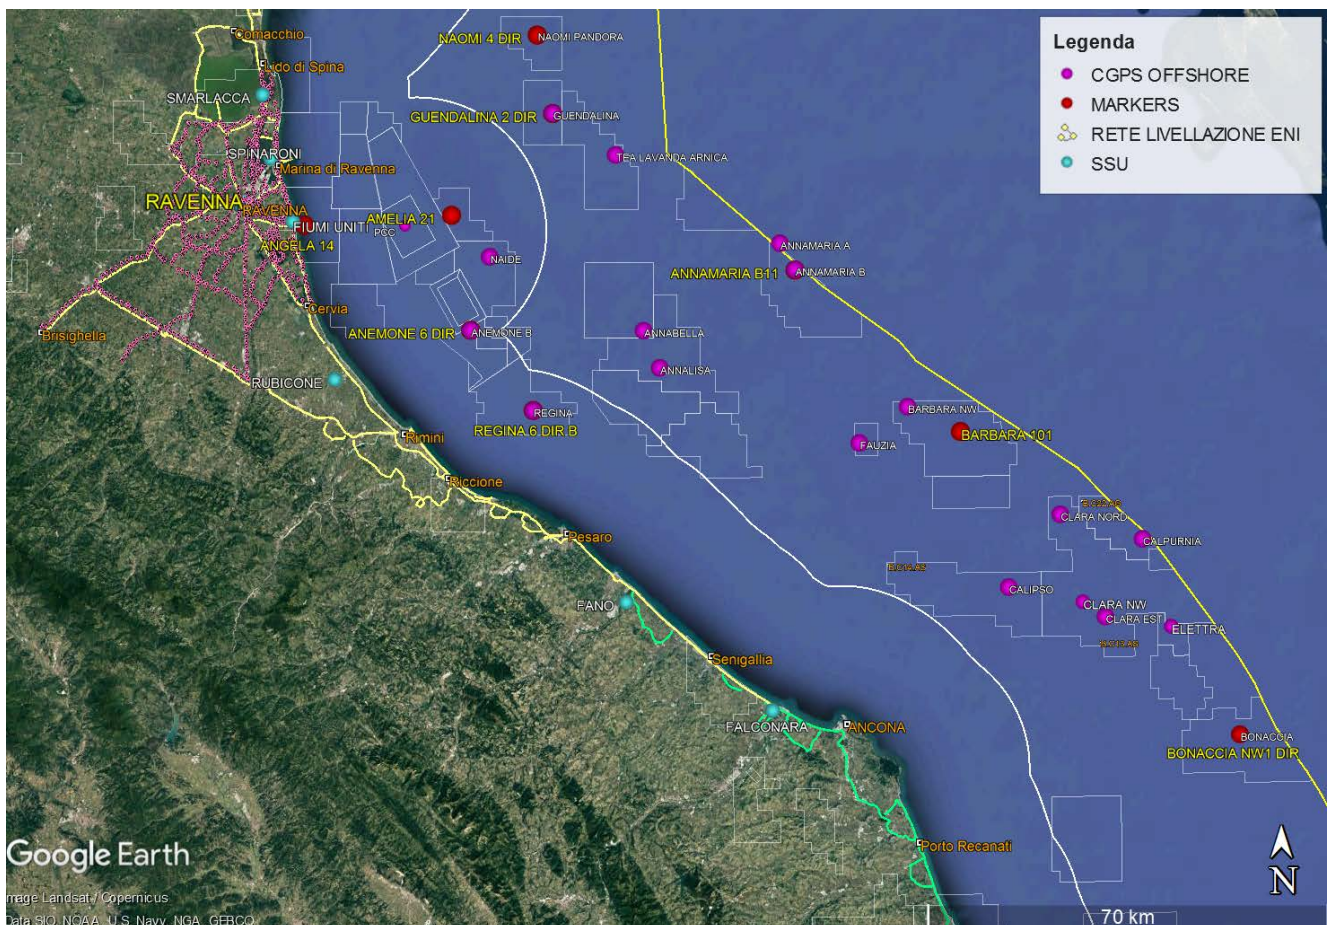 Comacchio
Lido di Spina
SMARLACCA
SPINARONI
Marina di Ravenna
RAVENNA
RAVENNA
FIUMI UNITI
ANGELA 14
Cervia
Brisighella
RUBICONE
Rimini
Riccione
Pesaro
FANO
Senigallia
FALCONARA
ANCONA
Porto Recanati
NAOMI 4 DIR
NAOMI PANDORA
GUENDALINA 2 DIR
GUENDALINA
TEA LAVANDA ARNICA
AMELIA 21
PCC
NAIDE
ANNAMARIA A
ANNAMARIA B11
ANNAMARIA B
ANEMONE 6 DIR
ANEMONE B
ANNABELLA
ANNALISA
REGINA
REGINA 6 DIR B
BARBARA NW
BARBARA 101
FAUZIA
CLARA NORD
CALPURNIA
B.C14.AS
CALIPSO
CLARA NW
CLARA EST
ELETTRA
B.C13.AS
BONACCIA
BONACCIA NW1 DIR
Legenda
CGPS OFFSHORE
MARKERS
RETE LIVELLAZIONE ENI
SSU
Google Earth
mage Landsat / Copernicus
Data SIO, NOAA, U.S. Navy, NGA, GEBCO
N
70 km